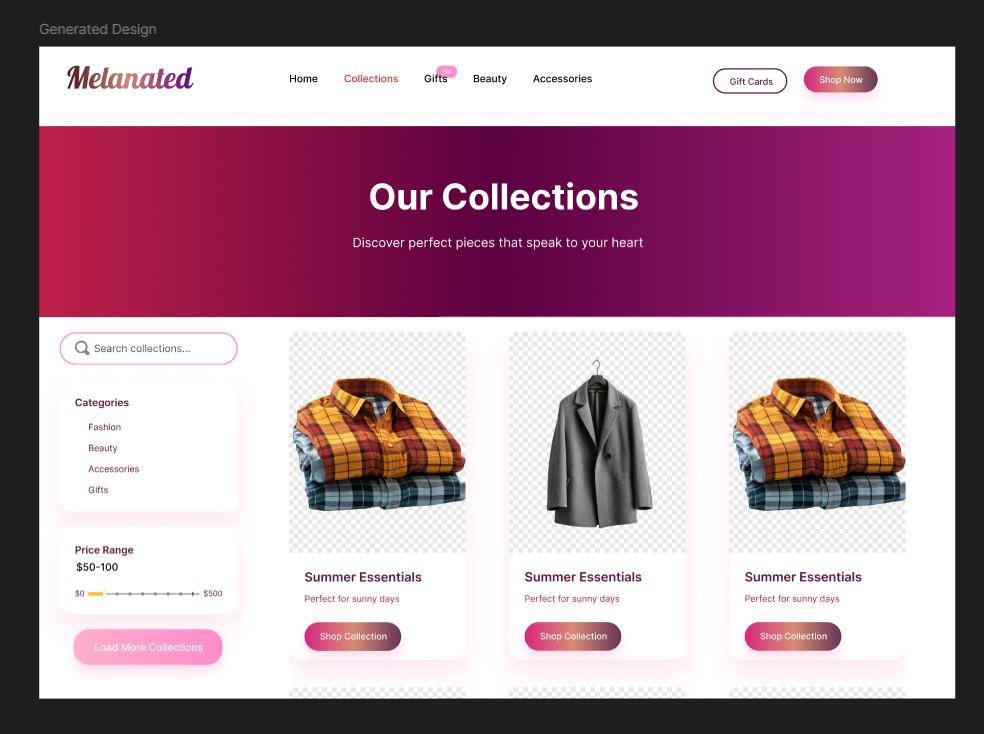 Generated Design
Melanated
Home Collections Gifts Hot Beauty Accessories Gift Cards Shop Now
Our Collections
Discover perfect pieces that speak to your heart
Search collections...
Categories
Fashion
Beauty
Accessories
Gifts
Price Range
$50-100
$0 $500
Load More Collections
Summer Essentials
Perfect for sunny days
Shop Collection
Summer Essentials
Perfect for sunny days
Shop Collection
Summer Essentials
Perfect for sunny days
Shop Collection